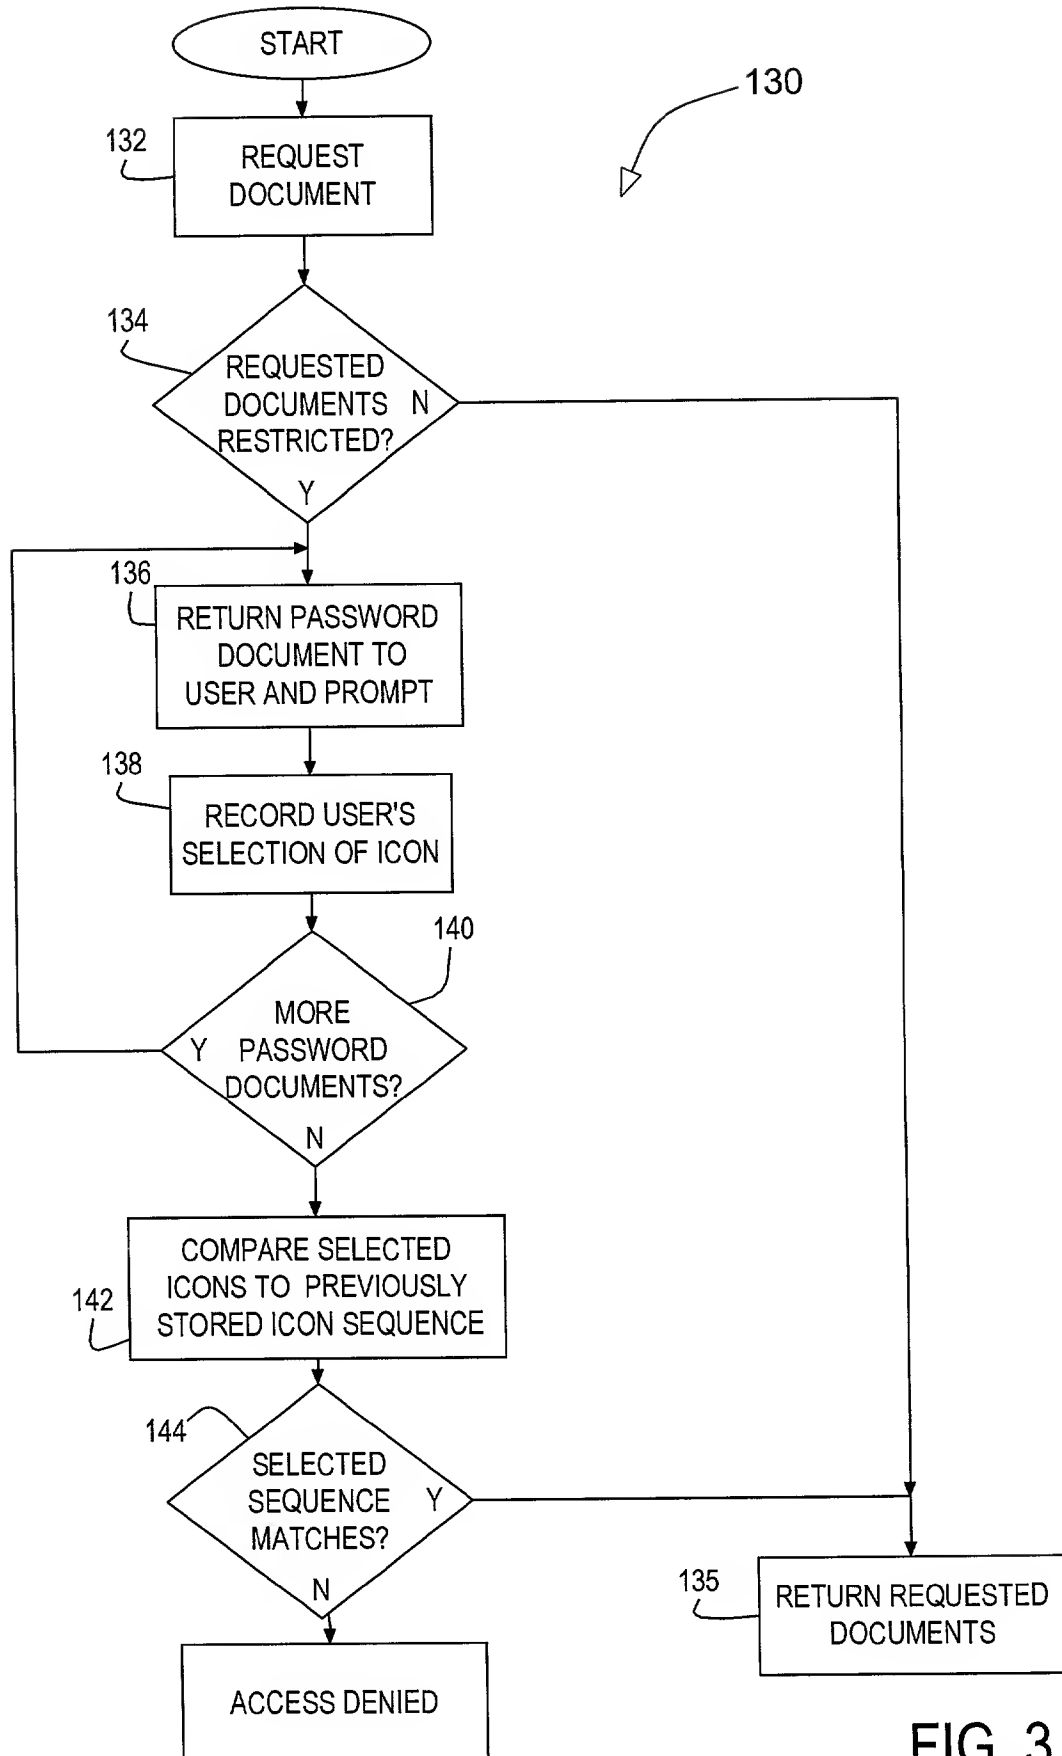 START
130
132
REQUEST
DOCUMENT
134
REQUESTED
DOCUMENTS N
RESTRICTED?
Y
136
RETURN PASSWORD
DOCUMENT TO
USER AND PROMPT
138
RECORD USER'S
SELECTION OF ICON
140
MORE
Y PASSWORD
DOCUMENTS?
N
COMPARE SELECTED
ICONS TO PREVIOUSLY
142
STORED ICON SEQUENCE
144
SELECTED
SEQUENCE Y
MATCHES?
N
135
RETURN REQUESTED
DOCUMENTS
ACCESS DENIED
FIG. 3